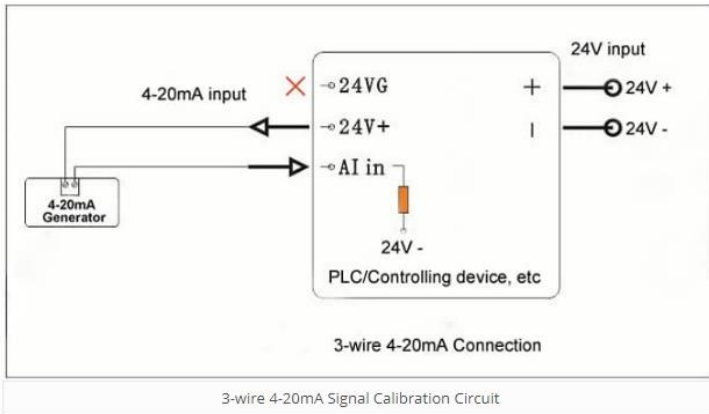 24V input
4-20mA input
24VG
+
24V +
24V+
-
24V -
AI in
4-20mA
Generator
24V -
PLC/Controlling device, etc
3-wire 4-20mA Connection
3-wire 4-20mA Signal Calibration Circuit